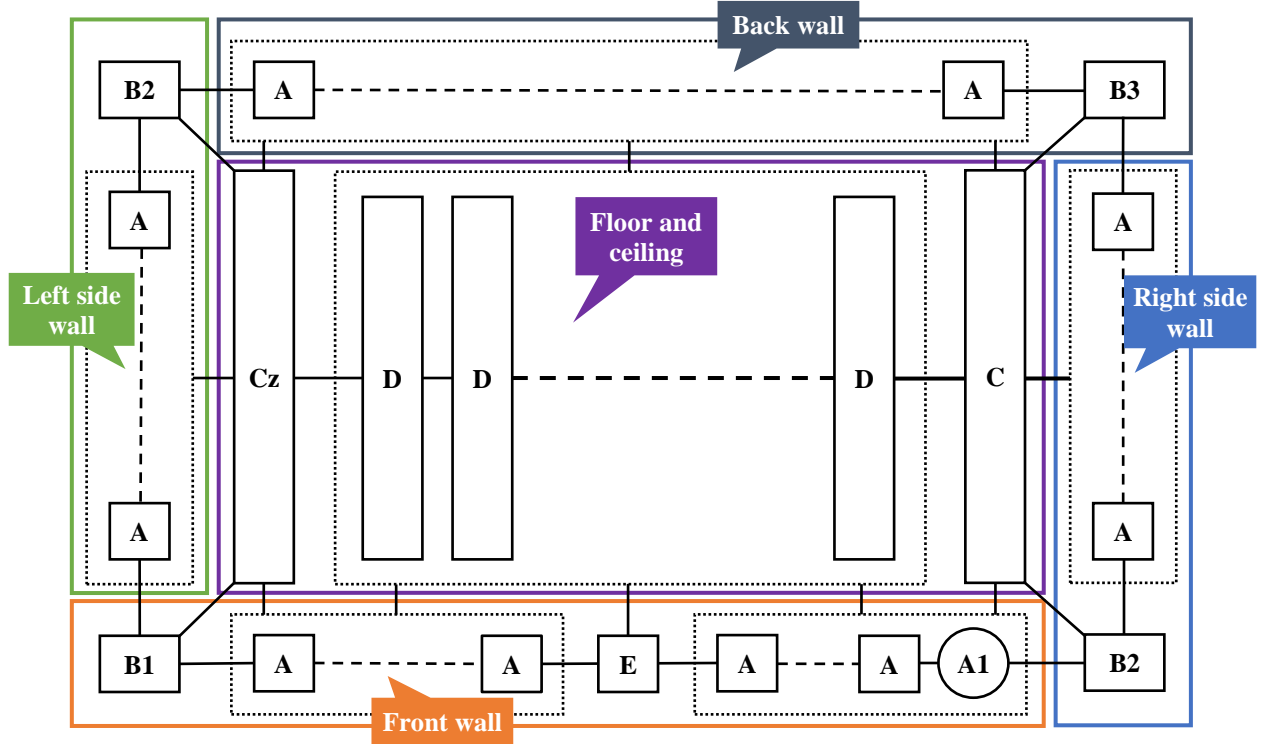 Back wall
B2
A
A
B3
A
A
Floor and
ceiling
Left side
wall
Right side
wall
Cz
D
D
D
C
A
A
B1
A
A
E
A
A
A1
B2
Front wall